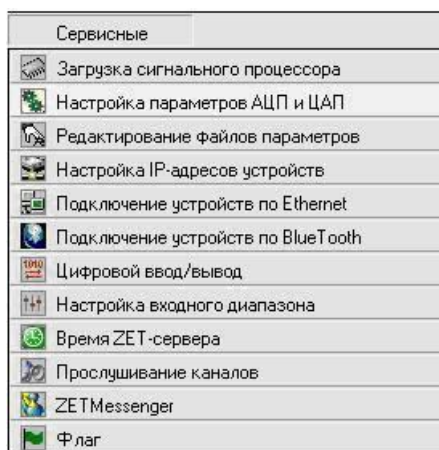 Сервисные
Загрузка сигнального процессора
Настройка параметров АЦП и ЦАП
Редактирование файлов параметров
Настройка IP-адресов устройств
Подключение устройств по Ethernet
Подключение устройств по BlueTooth
1010
Цифровой ввод/вывод
Настройка входного диапазона
Время ZET-сервера
Прослушивание каналов
ZETMessenger
Флаг